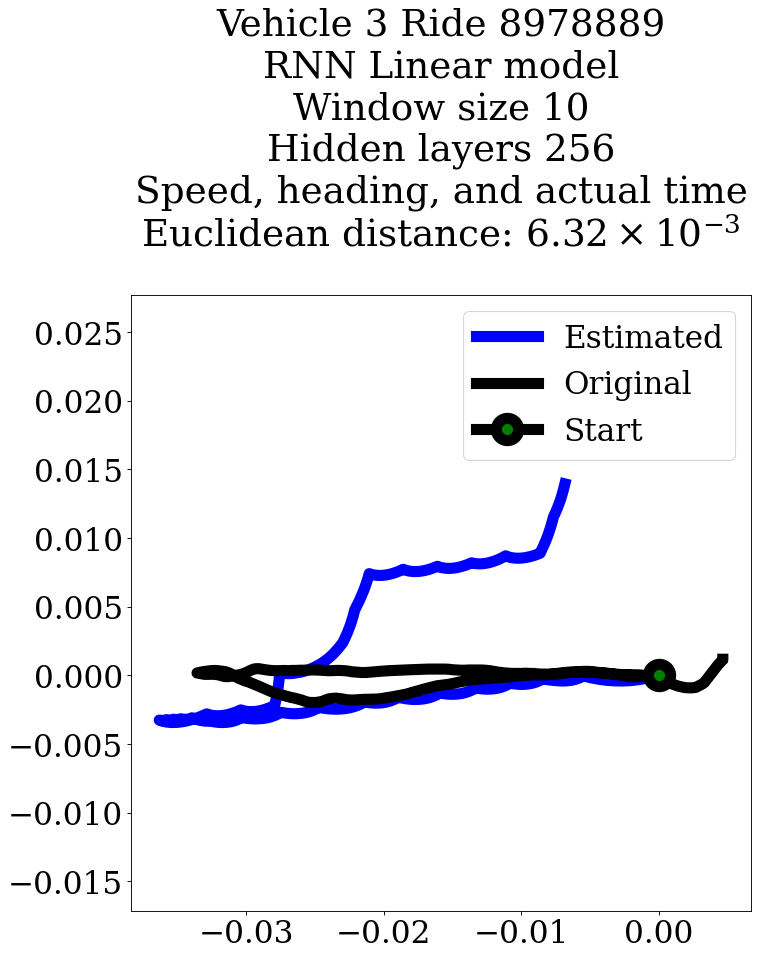 Vehicle 3 Ride 8978889
RNN Linear model
Window size 10
Hidden layers 256
Speed, heading, and actual time
Euclidean distance: 6.32 × 10⁻³
Estimated
Original
Start
0.025
0.020
0.015
0.010
0.005
0.000
−0.005
−0.010
−0.015
−0.03 −0.02 −0.01 0.00